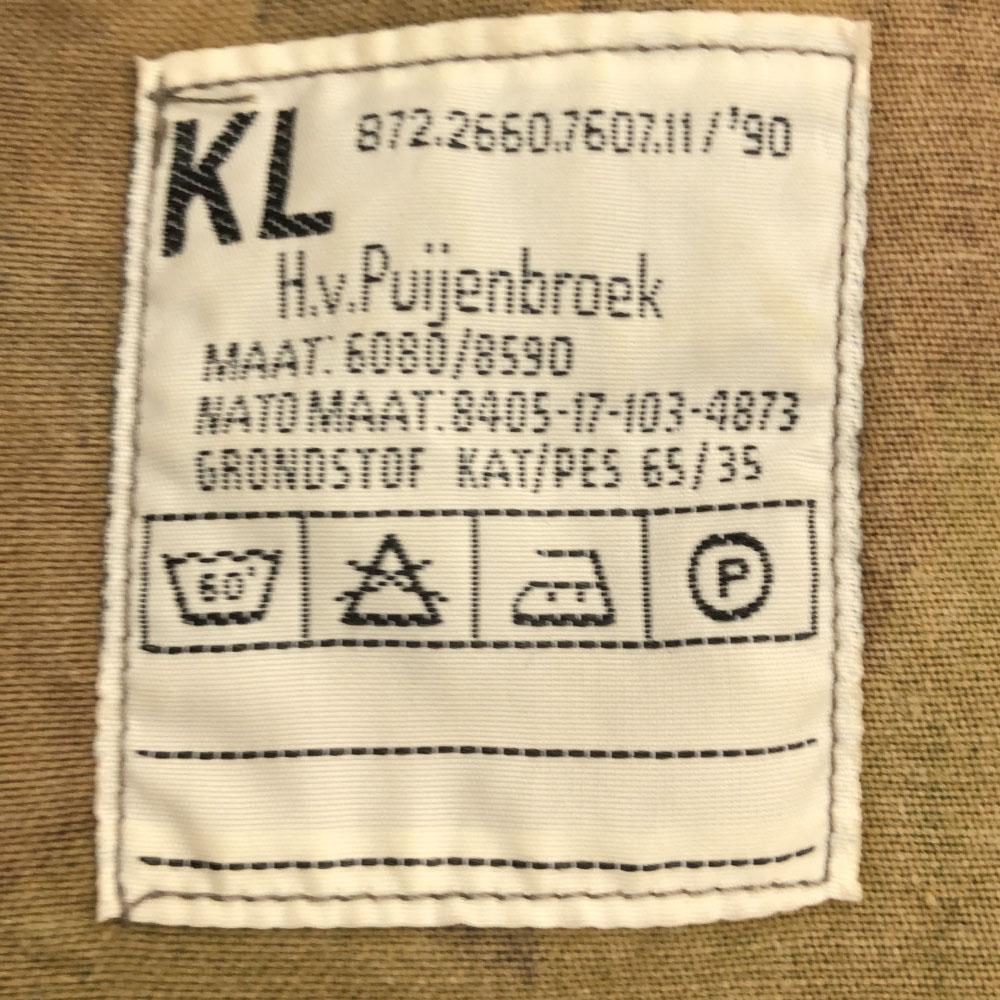 KL 872.2660.7607.11/'90
H.v.Puijenbroek
MAAT: 6080/8590
NATO MAAT: 8405-17-103-4873
GRONDSTOF KAT/PES 65/35
60° P